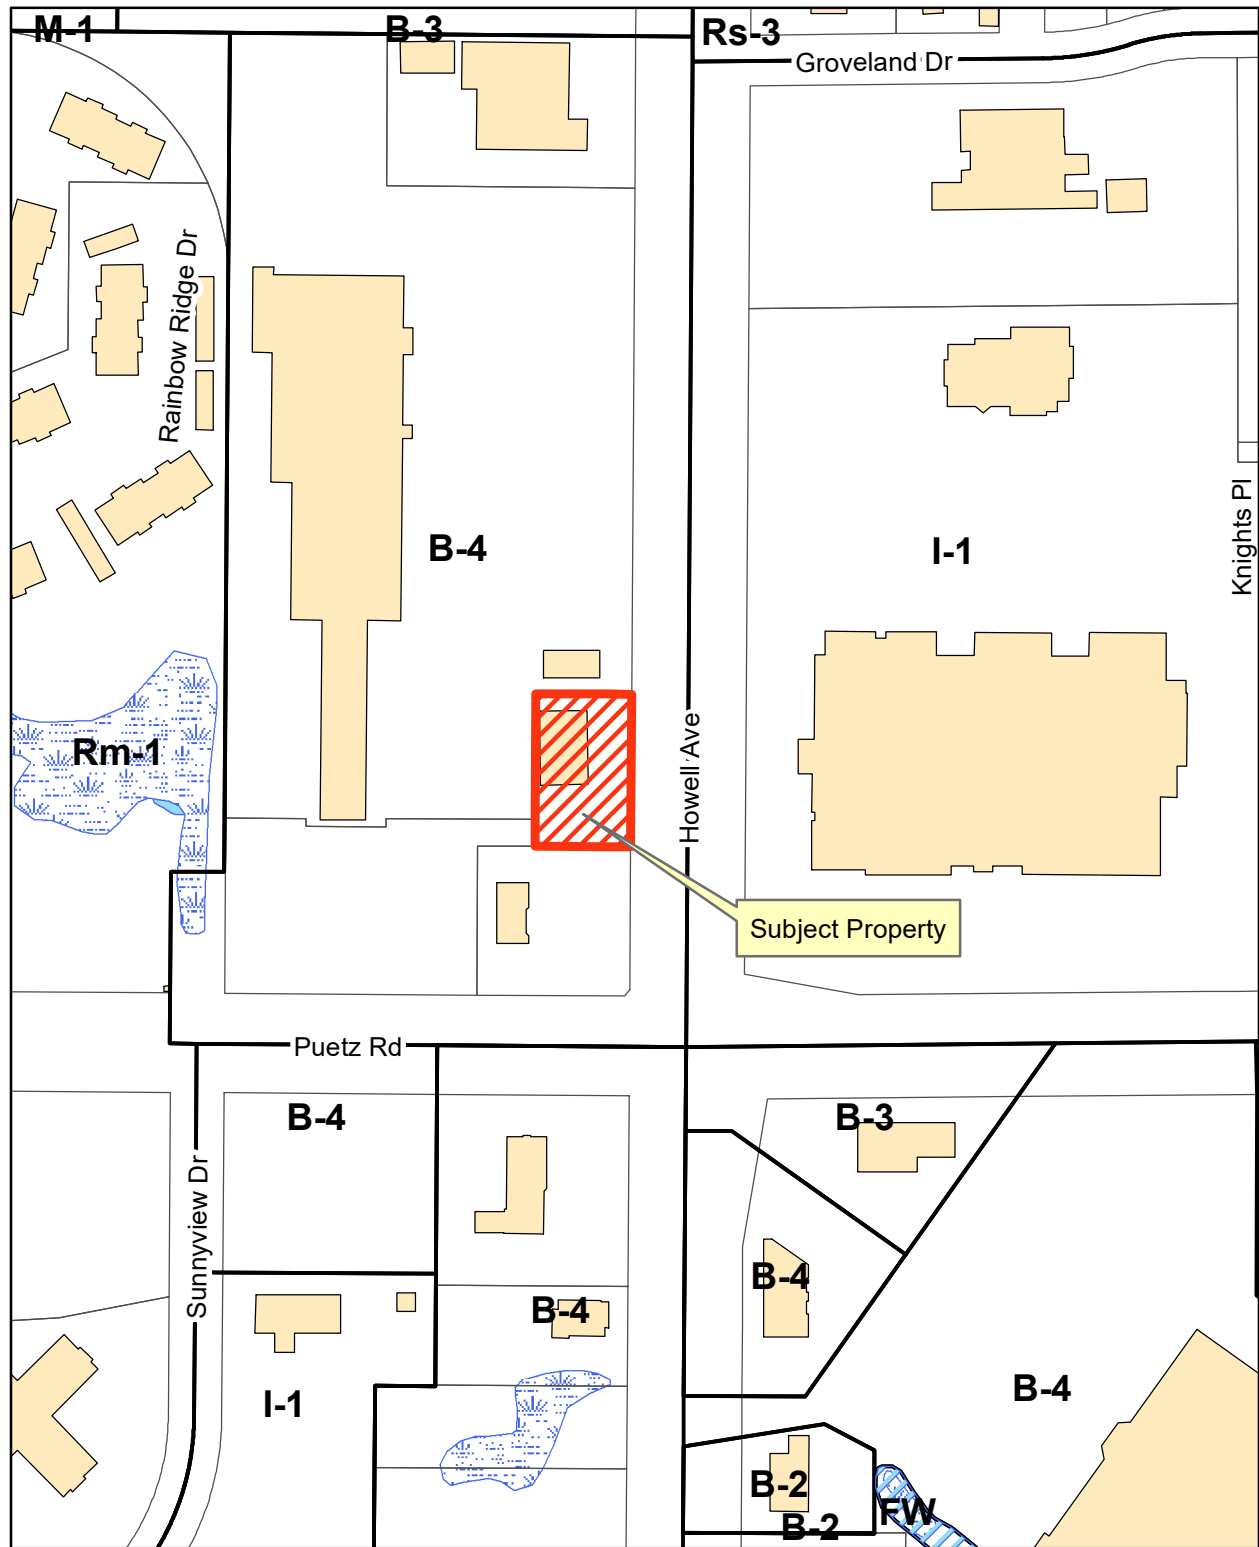 M-1
B-3
Rs-3
Groveland Dr
Rainbow Ridge Dr
B-4
I-1
Knights Pl
Rm-1
Howell Ave
Subject Property
Puetz Rd
B-4
B-3
Sunnyview Dr
B-4
B-4
B-4
I-1
B-2
FW
B-2